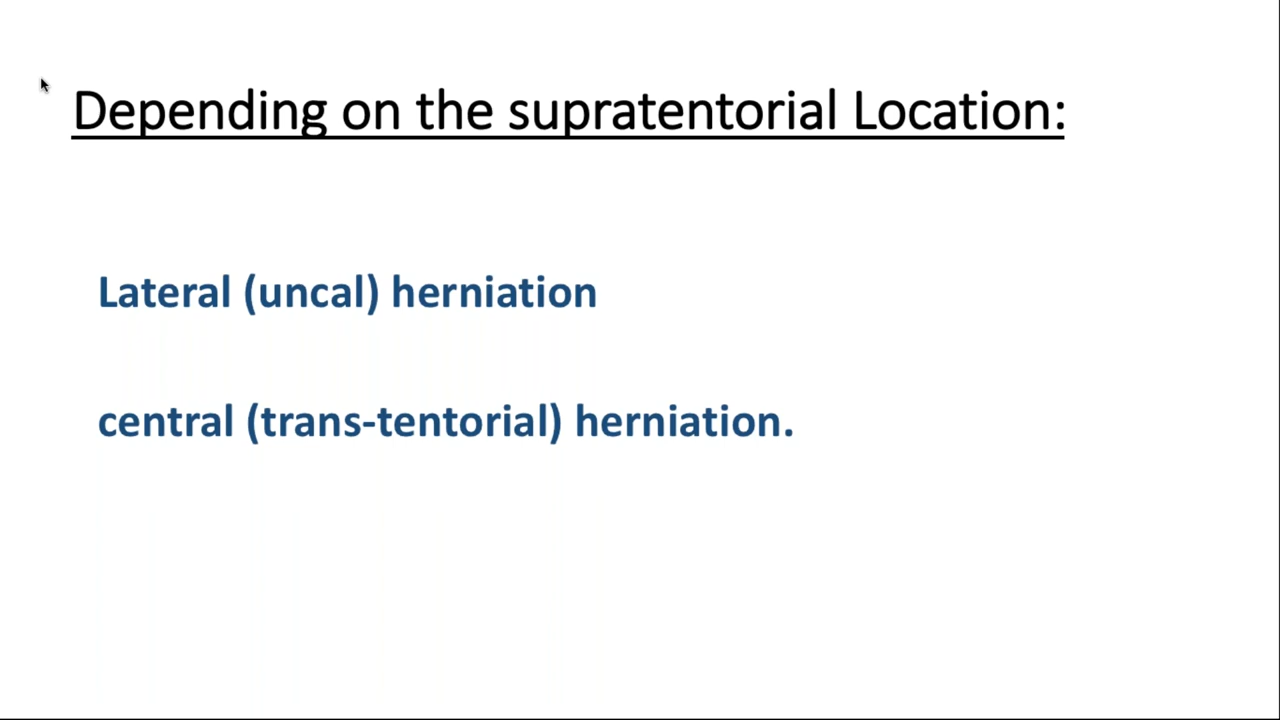 Depending on the supratentorial Location:
Lateral (uncal) herniation
central (trans-tentorial) herniation.